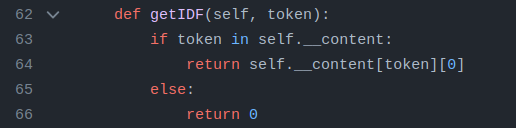 62 def getIDF(self, token):
63 if token in self.__content:
64 return self.__content[token][0]
65 else:
66 return 0